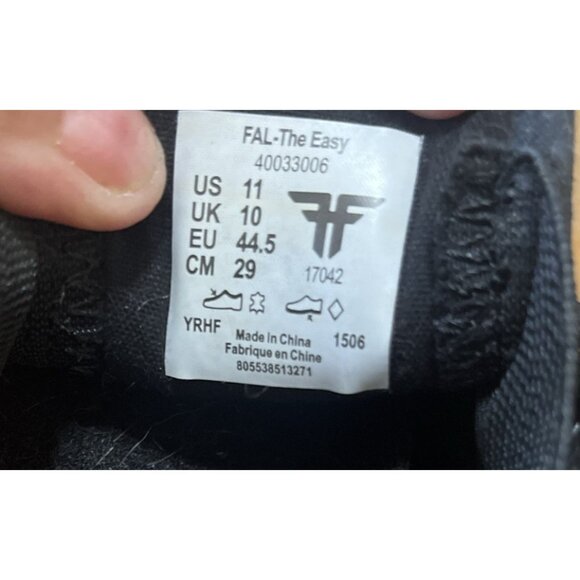 FAL-The Easy
40033006
US 11
UK 10
EU 44.5
CM 29
17042
YRHF Made in China 1506
Fabrique en Chine
805538513271